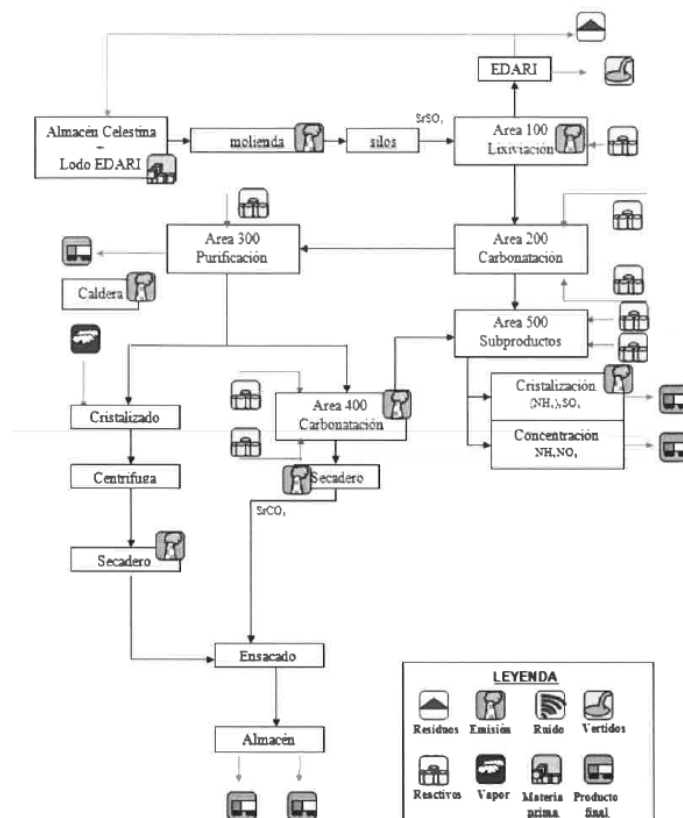 EDARI
SrSO₄
Almacén Celestina
+
Lodo EDARI
molienda
silos
Area 100
Lixiviación
Area 300
Purificación
Area 200
Carbonatación
Caldera
Area 500
Subproductos
Cristalización
(NH₄)₂SO₄
Cristalizado
Area 400
Carbonatación
Concentración
NH₄NO₃
Centrífuga
Secadero
SrCO₃
Secadero
Ensacado
Almacén
LEYENDA
Residuos Emisión Ruido Vertidos
Reactivos Vapor Materia prima Producto final